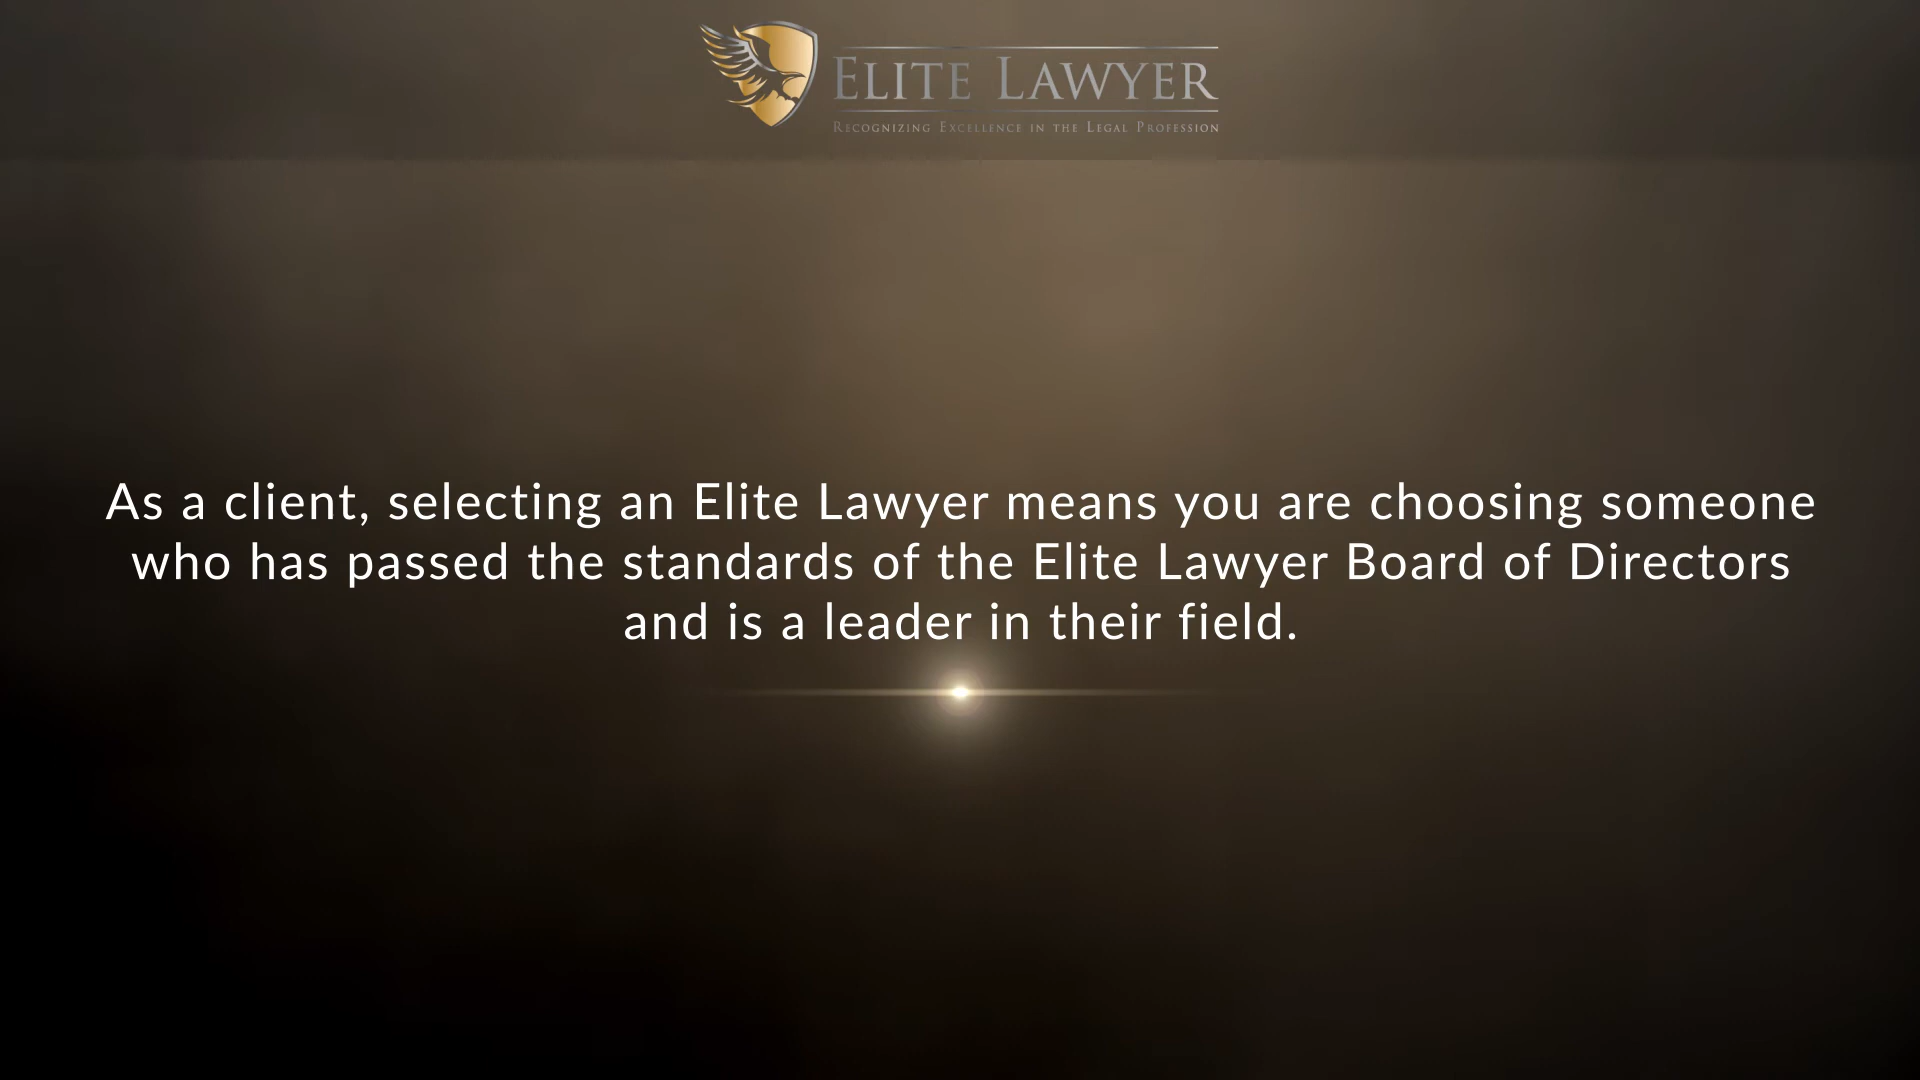 ELITE LAWYER
RECOGNIZING EXCELLENCE IN THE LEGAL PROFESSION
As a client, selecting an Elite Lawyer means you are choosing someone
who has passed the standards of the Elite Lawyer Board of Directors
and is a leader in their field.